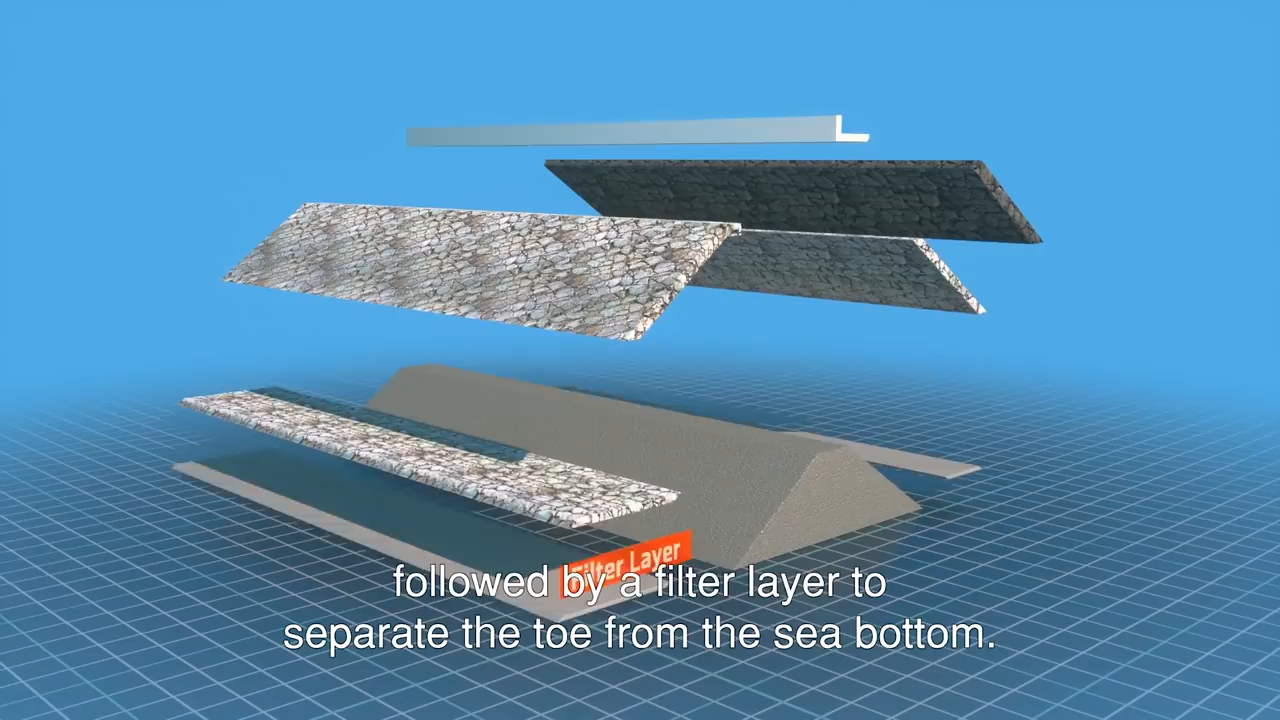 Filter Layer
followed by a filter layer to
separate the toe from the sea bottom.